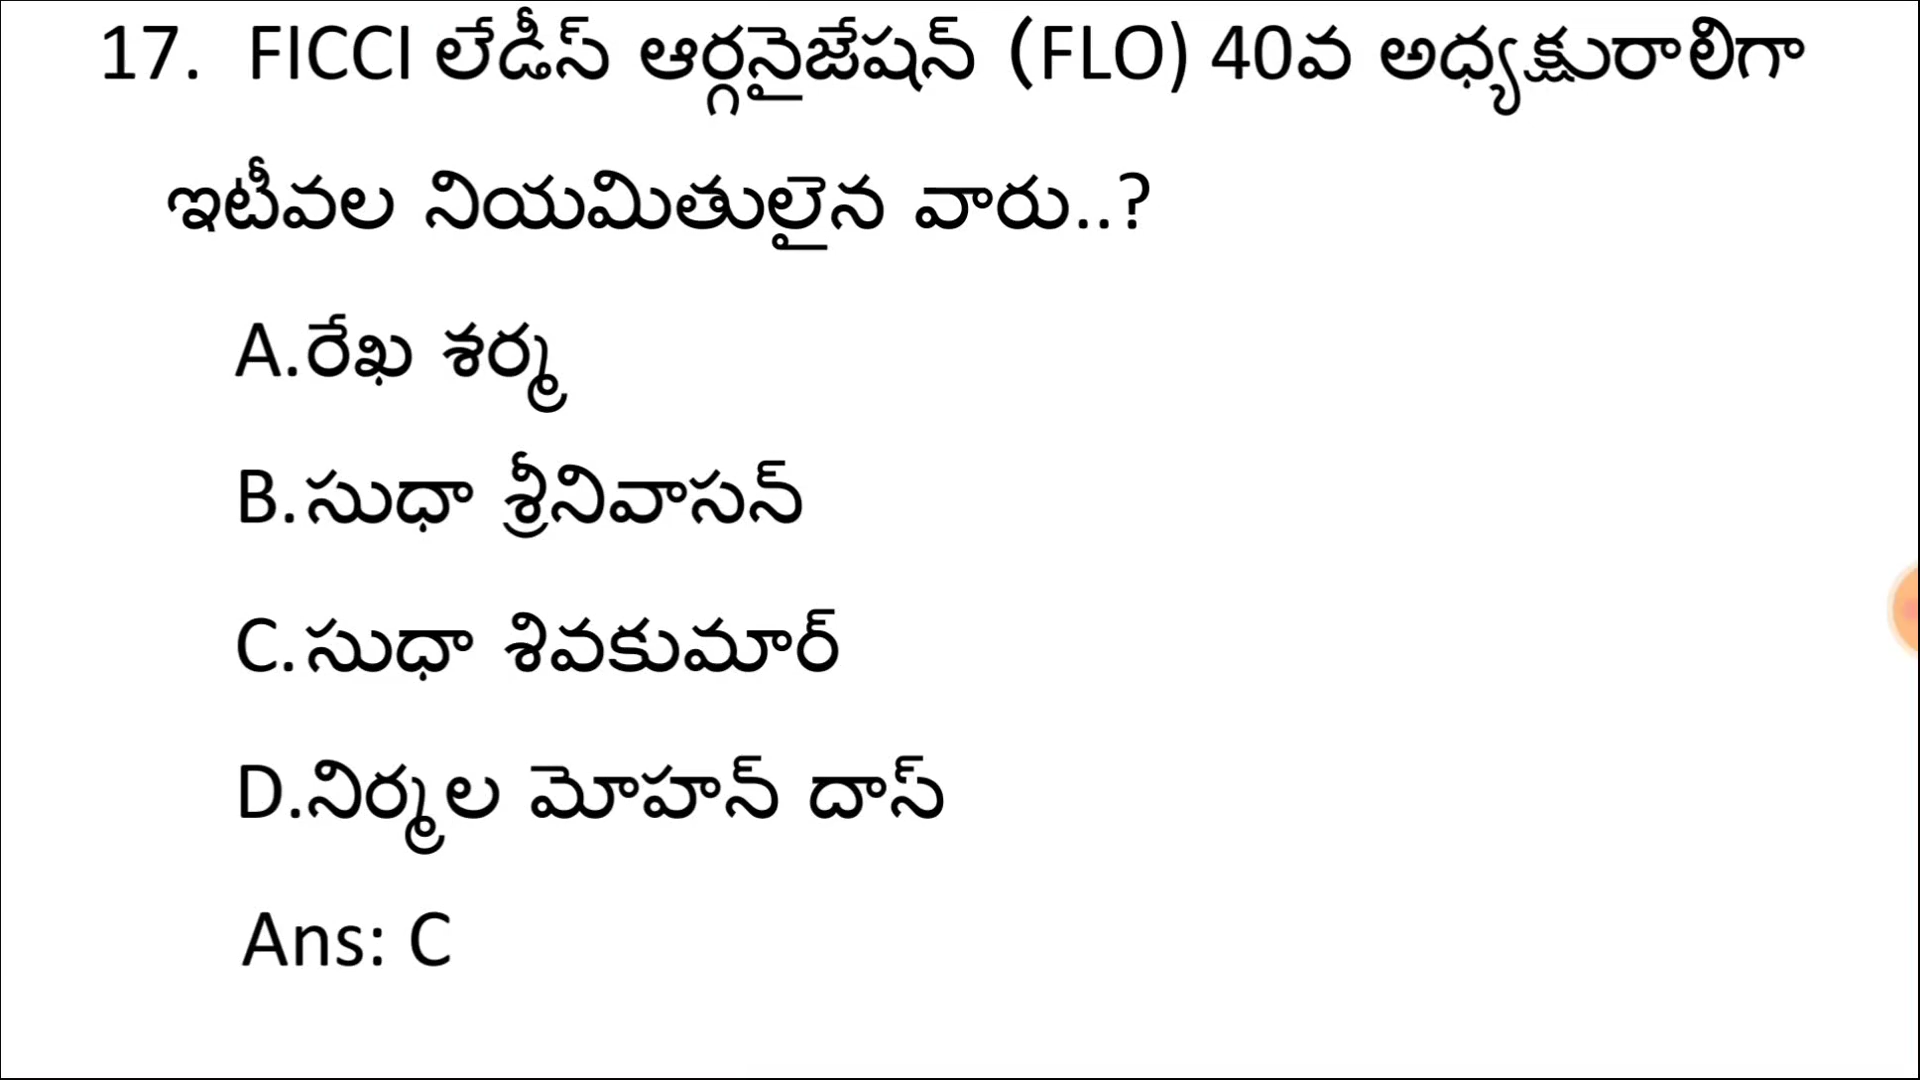 17. FICCI లేడీస్ ఆర్గనైజేషన్ (FLO) 40వ అధ్యక్షురాలిగా
ఇటీవల నియమితులైన వారు..?
A.రేఖ శర్మ
B.సుధా శ్రీనివాసన్
C.సుధా శివకుమార్
D.నిర్మల మోహన్ దాస్
Ans: C